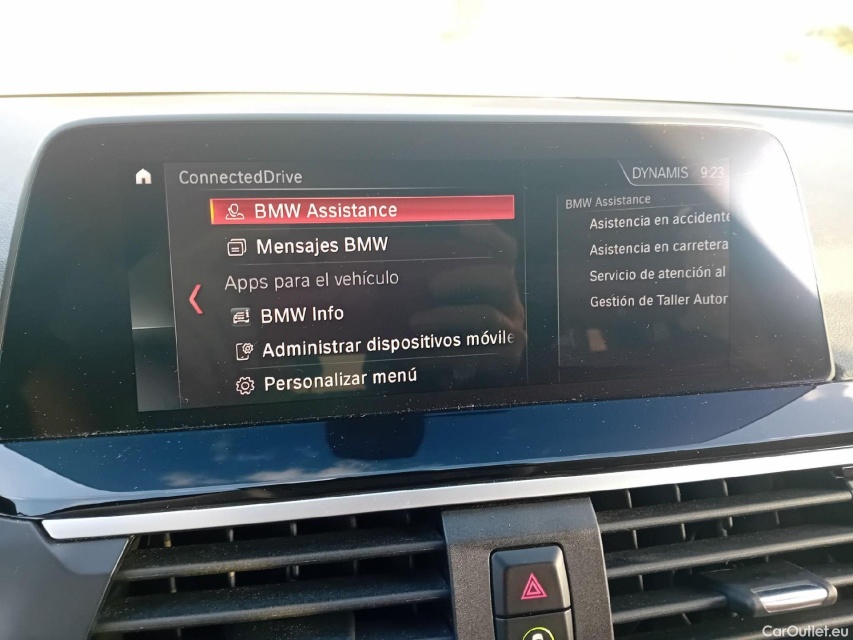 ConnectedDrive
DYNAMIS 9:23
BMW Assistance
Mensajes BMW
Apps para el vehículo
BMW Info
Administrar dispositivos móvile
Personalizar menú
BMW Assistance
Asistencia en accidente
Asistencia en carretera
Servicio de atención al
Gestión de Taller Autor
CarOutlet.eu